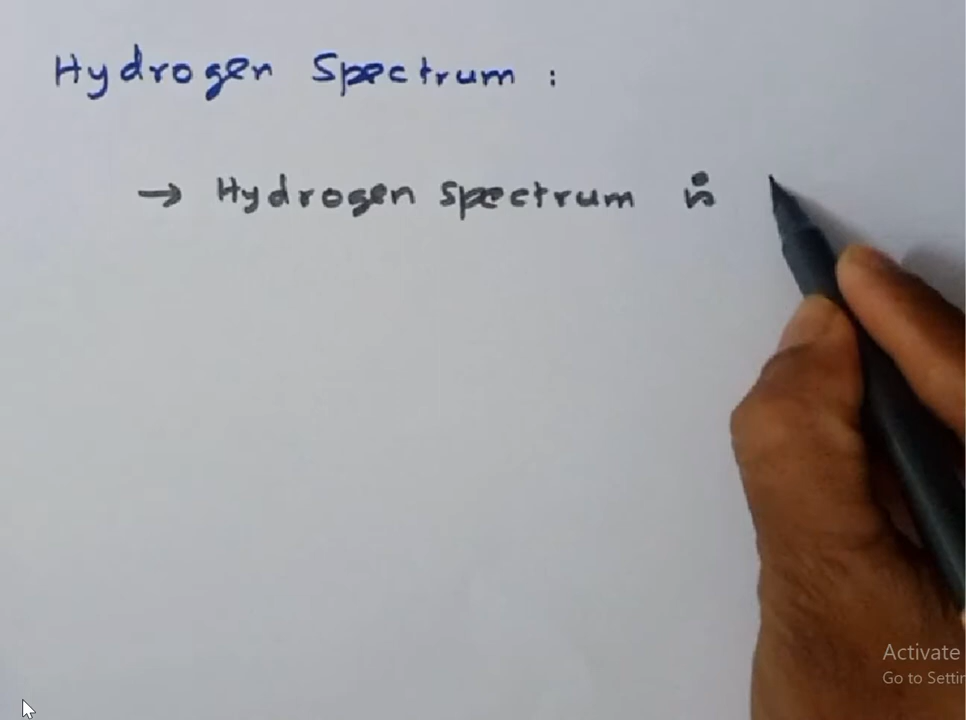 Hydrogen Spectrum :
→ Hydrogen spectrum is
Activate
Go to Settin